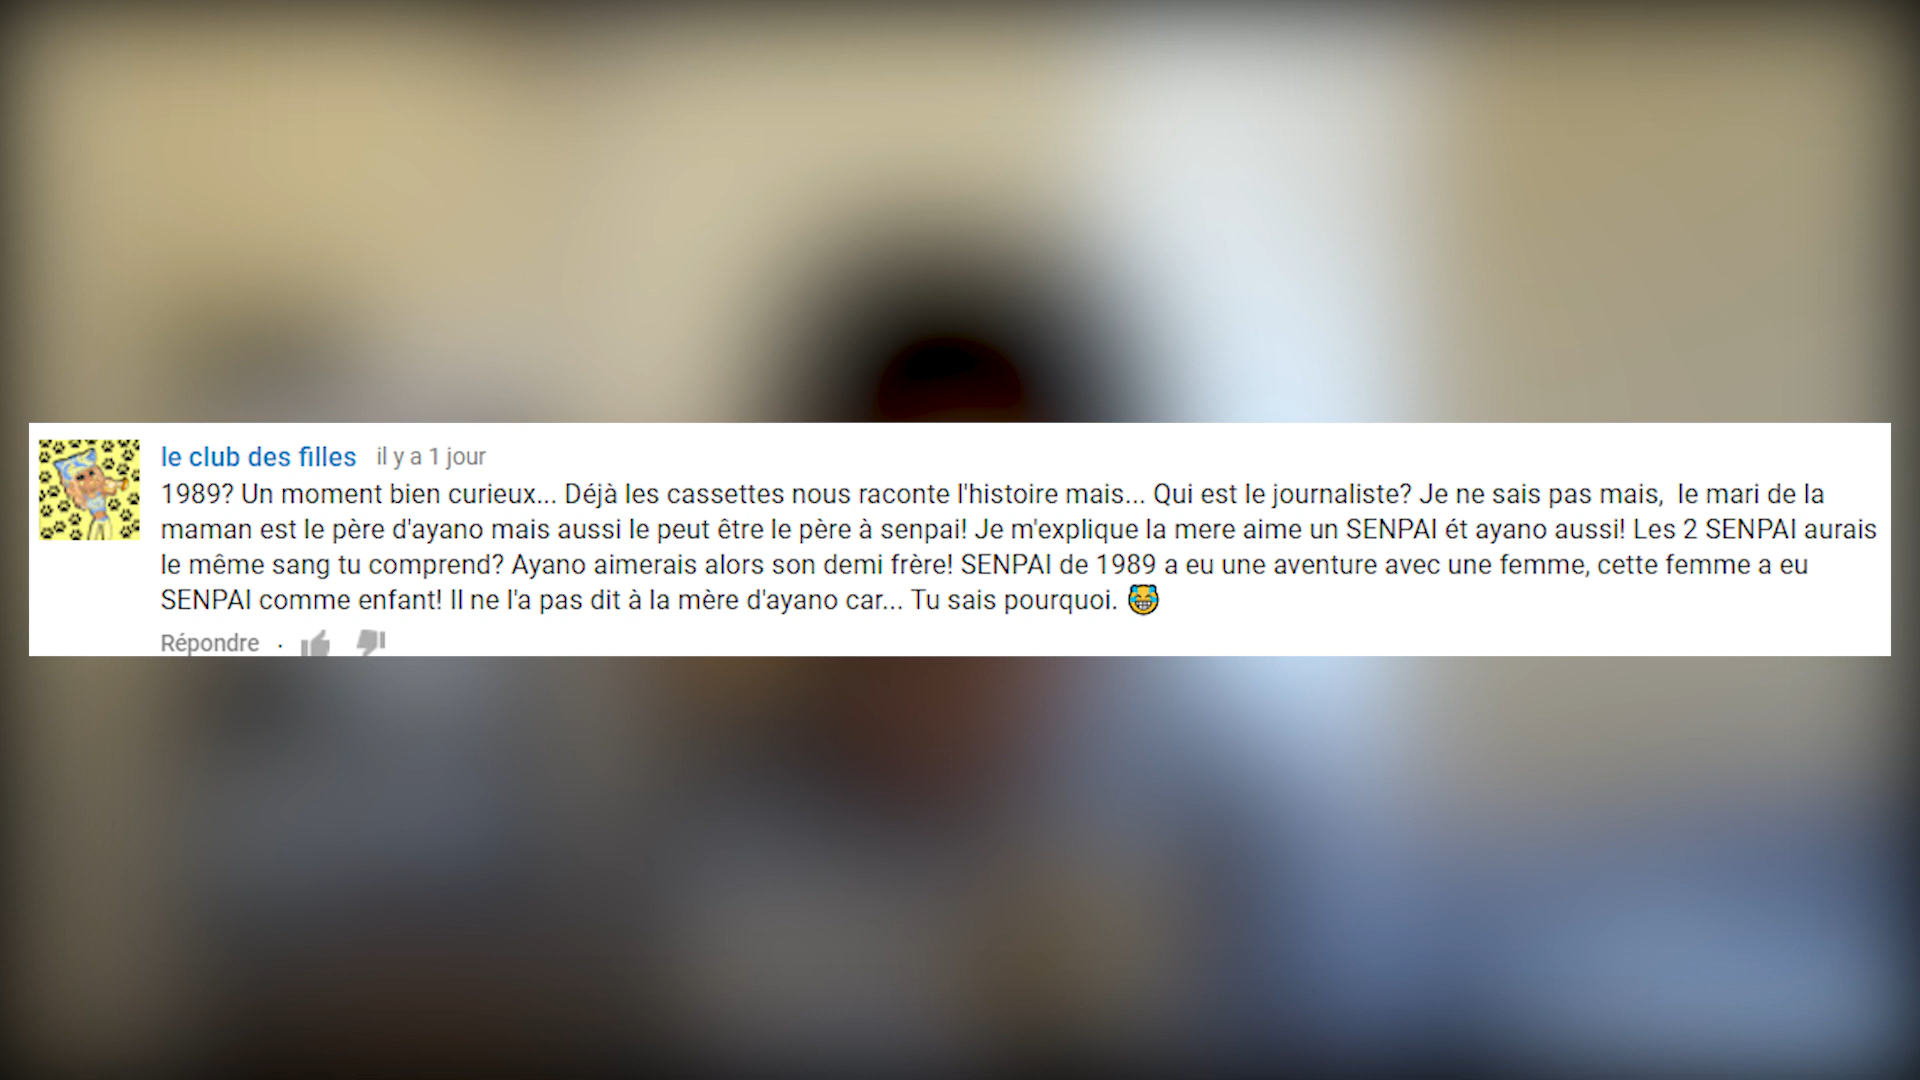 le club des filles il y a 1 jour
1989? Un moment bien curieux... Déjà les cassettes nous raconte l'histoire mais... Qui est le journaliste? Je ne sais pas mais,  le mari de la
maman est le père d'ayano mais aussi le peut être le père à senpai! Je m'explique la mere aime un SENPAI ét ayano aussi! Les 2 SENPAI aurais
le même sang tu comprend? Ayano aimerais alors son demi frère! SENPAI de 1989 a eu une aventure avec une femme, cette femme a eu
SENPAI comme enfant! Il ne l'a pas dit à la mère d'ayano car... Tu sais pourquoi. 😹
Répondre ·